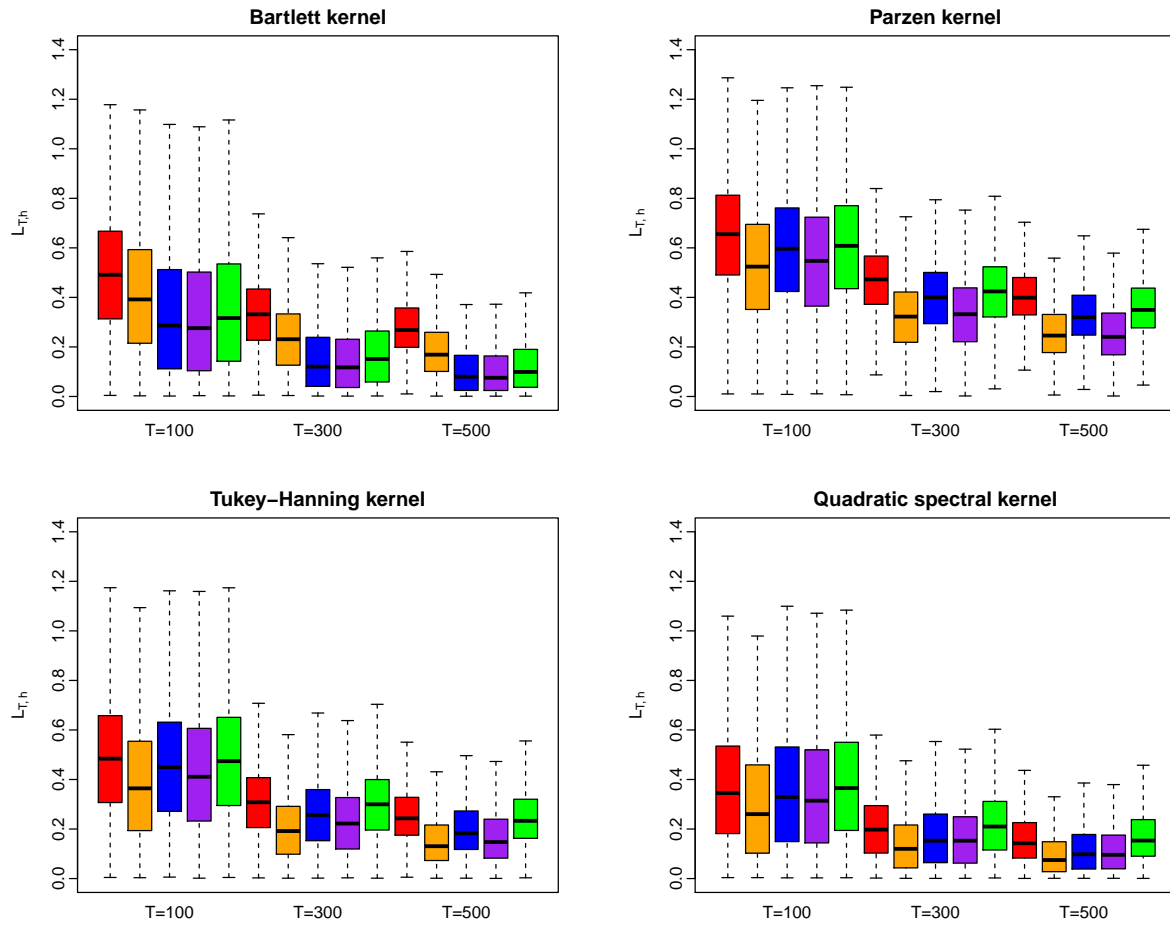 Bartlett kernel
L_{T,h}
0.0 0.2 0.4 0.6 0.8 1.0 1.2 1.4
T=100 T=300 T=500
Parzen kernel
L_{T, h}
0.0 0.2 0.4 0.6 0.8 1.0 1.2 1.4
T=100 T=300 T=500
Tukey−Hanning kernel
L_{T, h}
0.0 0.2 0.4 0.6 0.8 1.0 1.2 1.4
T=100 T=300 T=500
Quadratic spectral kernel
L_{T, h}
0.0 0.2 0.4 0.6 0.8 1.0 1.2 1.4
T=100 T=300 T=500